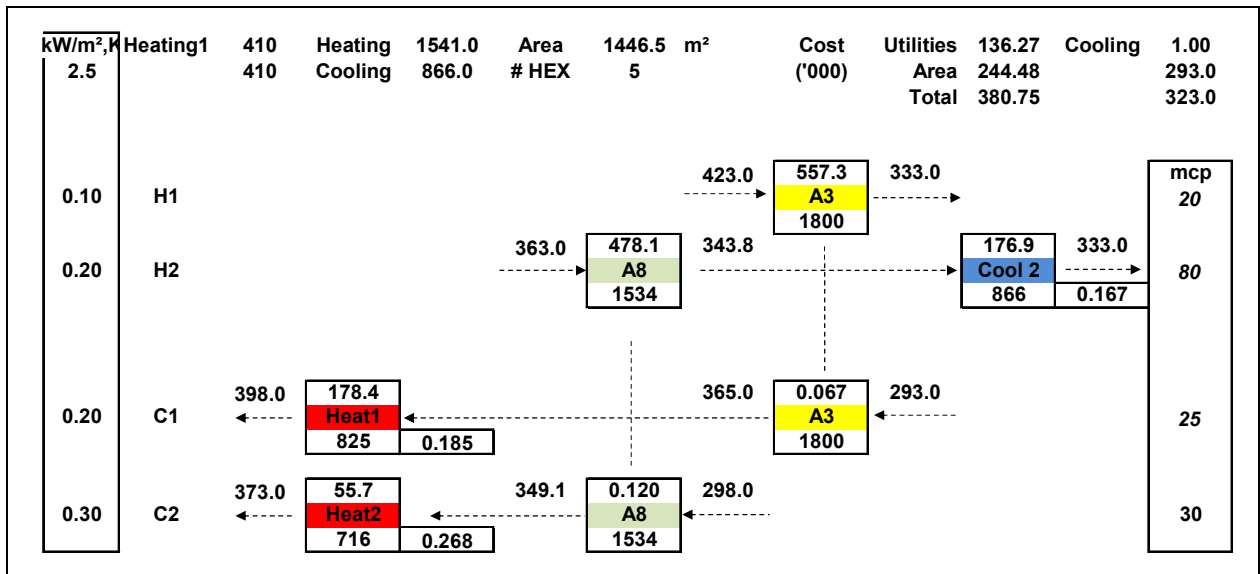 kW/m²,K Heating1 410 Heating 1541.0 Area 1446.5 m² Cost Utilities 136.27 Cooling 1.00
2.5 410 Cooling 866.0 # HEX 5 ('000) Area 244.48 293.0
Total 380.75 323.0
423.0 557.3 333.0 mcp
0.10 H1 A3 20
1800
363.0 478.1 343.8 176.9 333.0
0.20 H2 A8 Cool 2 80
1534 866 0.167
398.0 178.4 365.0 0.067 293.0
0.20 C1 Heat1 A3 25
825 0.185 1800
373.0 55.7 349.1 0.120 298.0
0.30 C2 Heat2 A8 30
716 0.268 1534